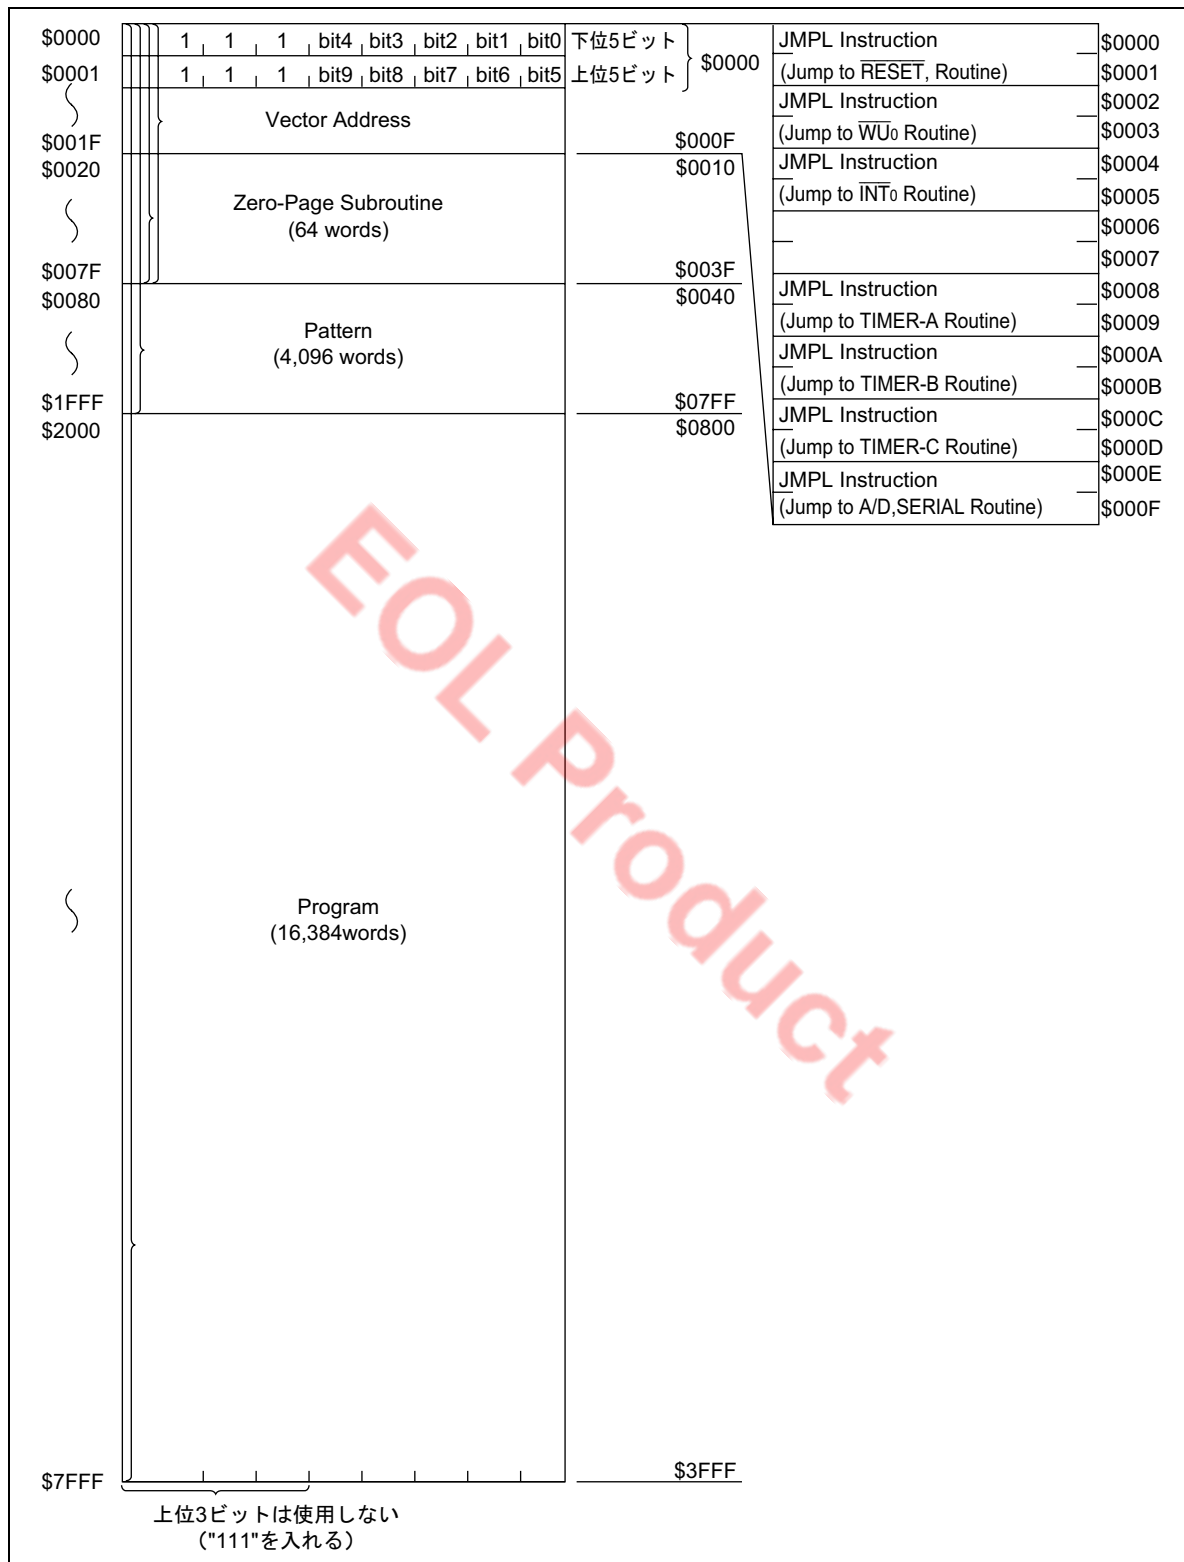 $0000
1 1 1 bit4 bit3 bit2 bit1 bit0 下位5ビット
$0001
1 1 1 bit9 bit8 bit7 bit6 bit5 上位5ビット
$0000
Vector Address
$001F
$000F
$0020
$0010
Zero-Page Subroutine
(64 words)
$007F
$003F
$0080
$0040
Pattern
(4,096 words)
$1FFF
$07FF
$2000
$0800
Program
(16,384words)
$7FFF
$3FFF
上位3ビットは使用しない
("111"を入れる)
JMPL Instruction $0000
(Jump to RESET, Routine) $0001
JMPL Instruction $0002
(Jump to WU0 Routine) $0003
JMPL Instruction $0004
(Jump to INT0 Routine) $0005
$0006
$0007
JMPL Instruction $0008
(Jump to TIMER-A Routine) $0009
JMPL Instruction $000A
(Jump to TIMER-B Routine) $000B
JMPL Instruction $000C
(Jump to TIMER-C Routine) $000D
JMPL Instruction $000E
(Jump to A/D,SERIAL Routine) $000F
EOL Product